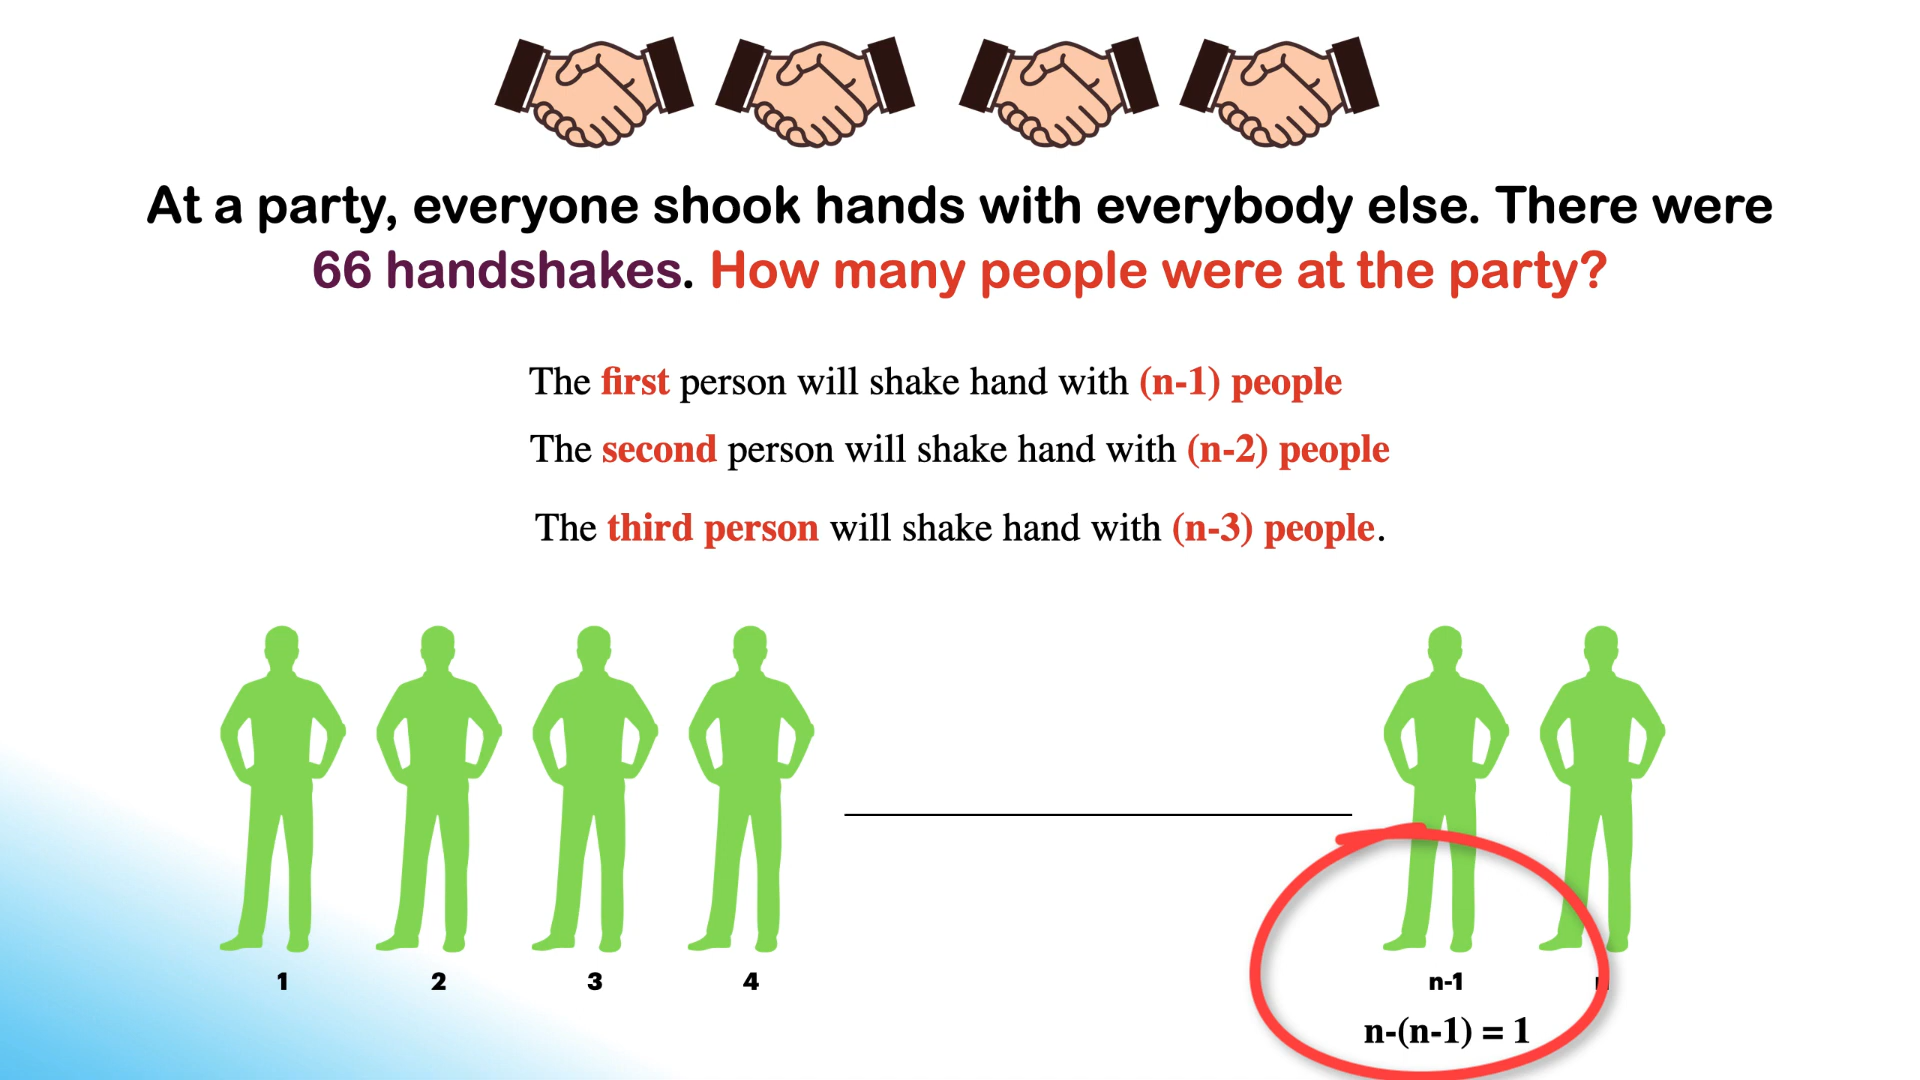 At a party, everyone shook hands with everybody else. There were
66 handshakes. How many people were at the party?
The first person will shake hand with (n-1) people
The second person will shake hand with (n-2) people
The third person will shake hand with (n-3) people.
1 2 3 4 n-1
n-(n-1) = 1